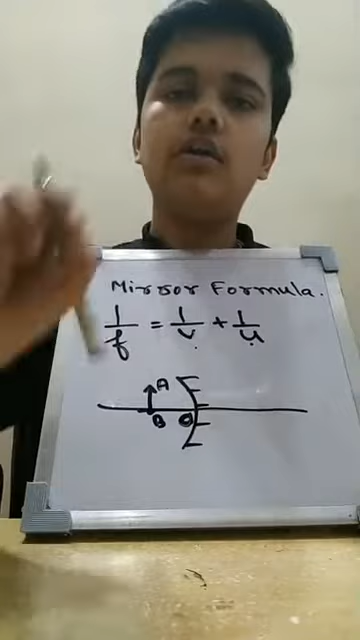 Mirror Formula.
1/f = 1/v + 1/u
A
B O